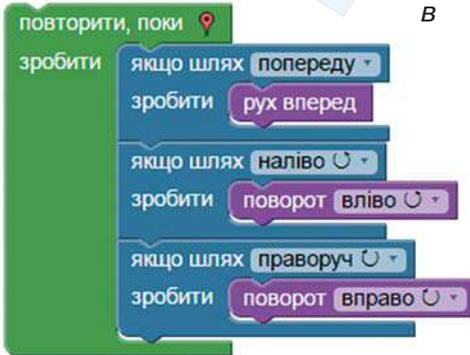 в
повторити, поки
зробити якщо шлях попереду
зробити рух вперед
якщо шлях наліво
зробити поворот вліво
якщо шлях праворуч
зробити поворот вправо